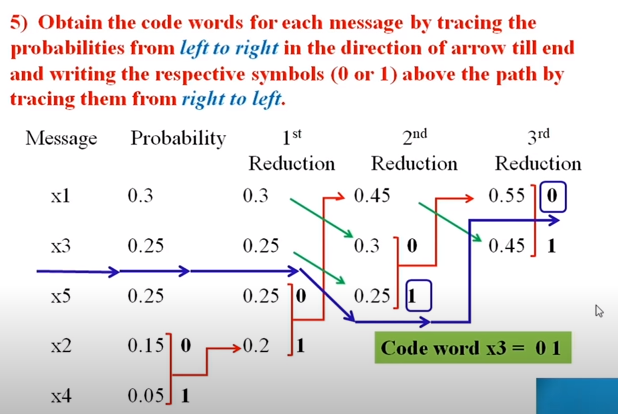 5) Obtain the code words for each message by tracing the
probabilities from left to right in the direction of arrow till end
and writing the respective symbols (0 or 1) above the path by
tracing them from right to left.
Message Probability 1st Reduction 2nd Reduction 3rd Reduction
x1 0.3 0.3 0.45 0.55 0
x3 0.25 0.25 0.3 0 0.45 1
x5 0.25 0.25 0 0.25 1
x2 0.15 0 0.2 1 Code word x3 = 0 1
x4 0.05 1